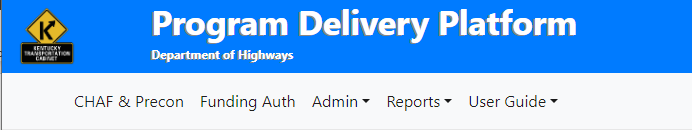 Program Delivery Platform
KENTUCKY
TRANSPORTATION
CABINET
Department of Highways
CHAF & Precon Funding Auth Admin Reports User Guide